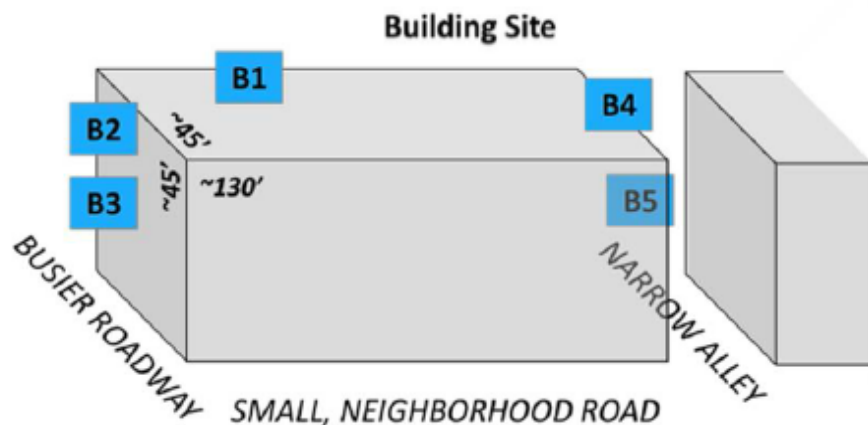 Building Site
B1
B2
B4
~45'
~45'
~130'
B3
B5
BUSIER ROADWAY
NARROW ALLEY
SMALL, NEIGHBORHOOD ROAD